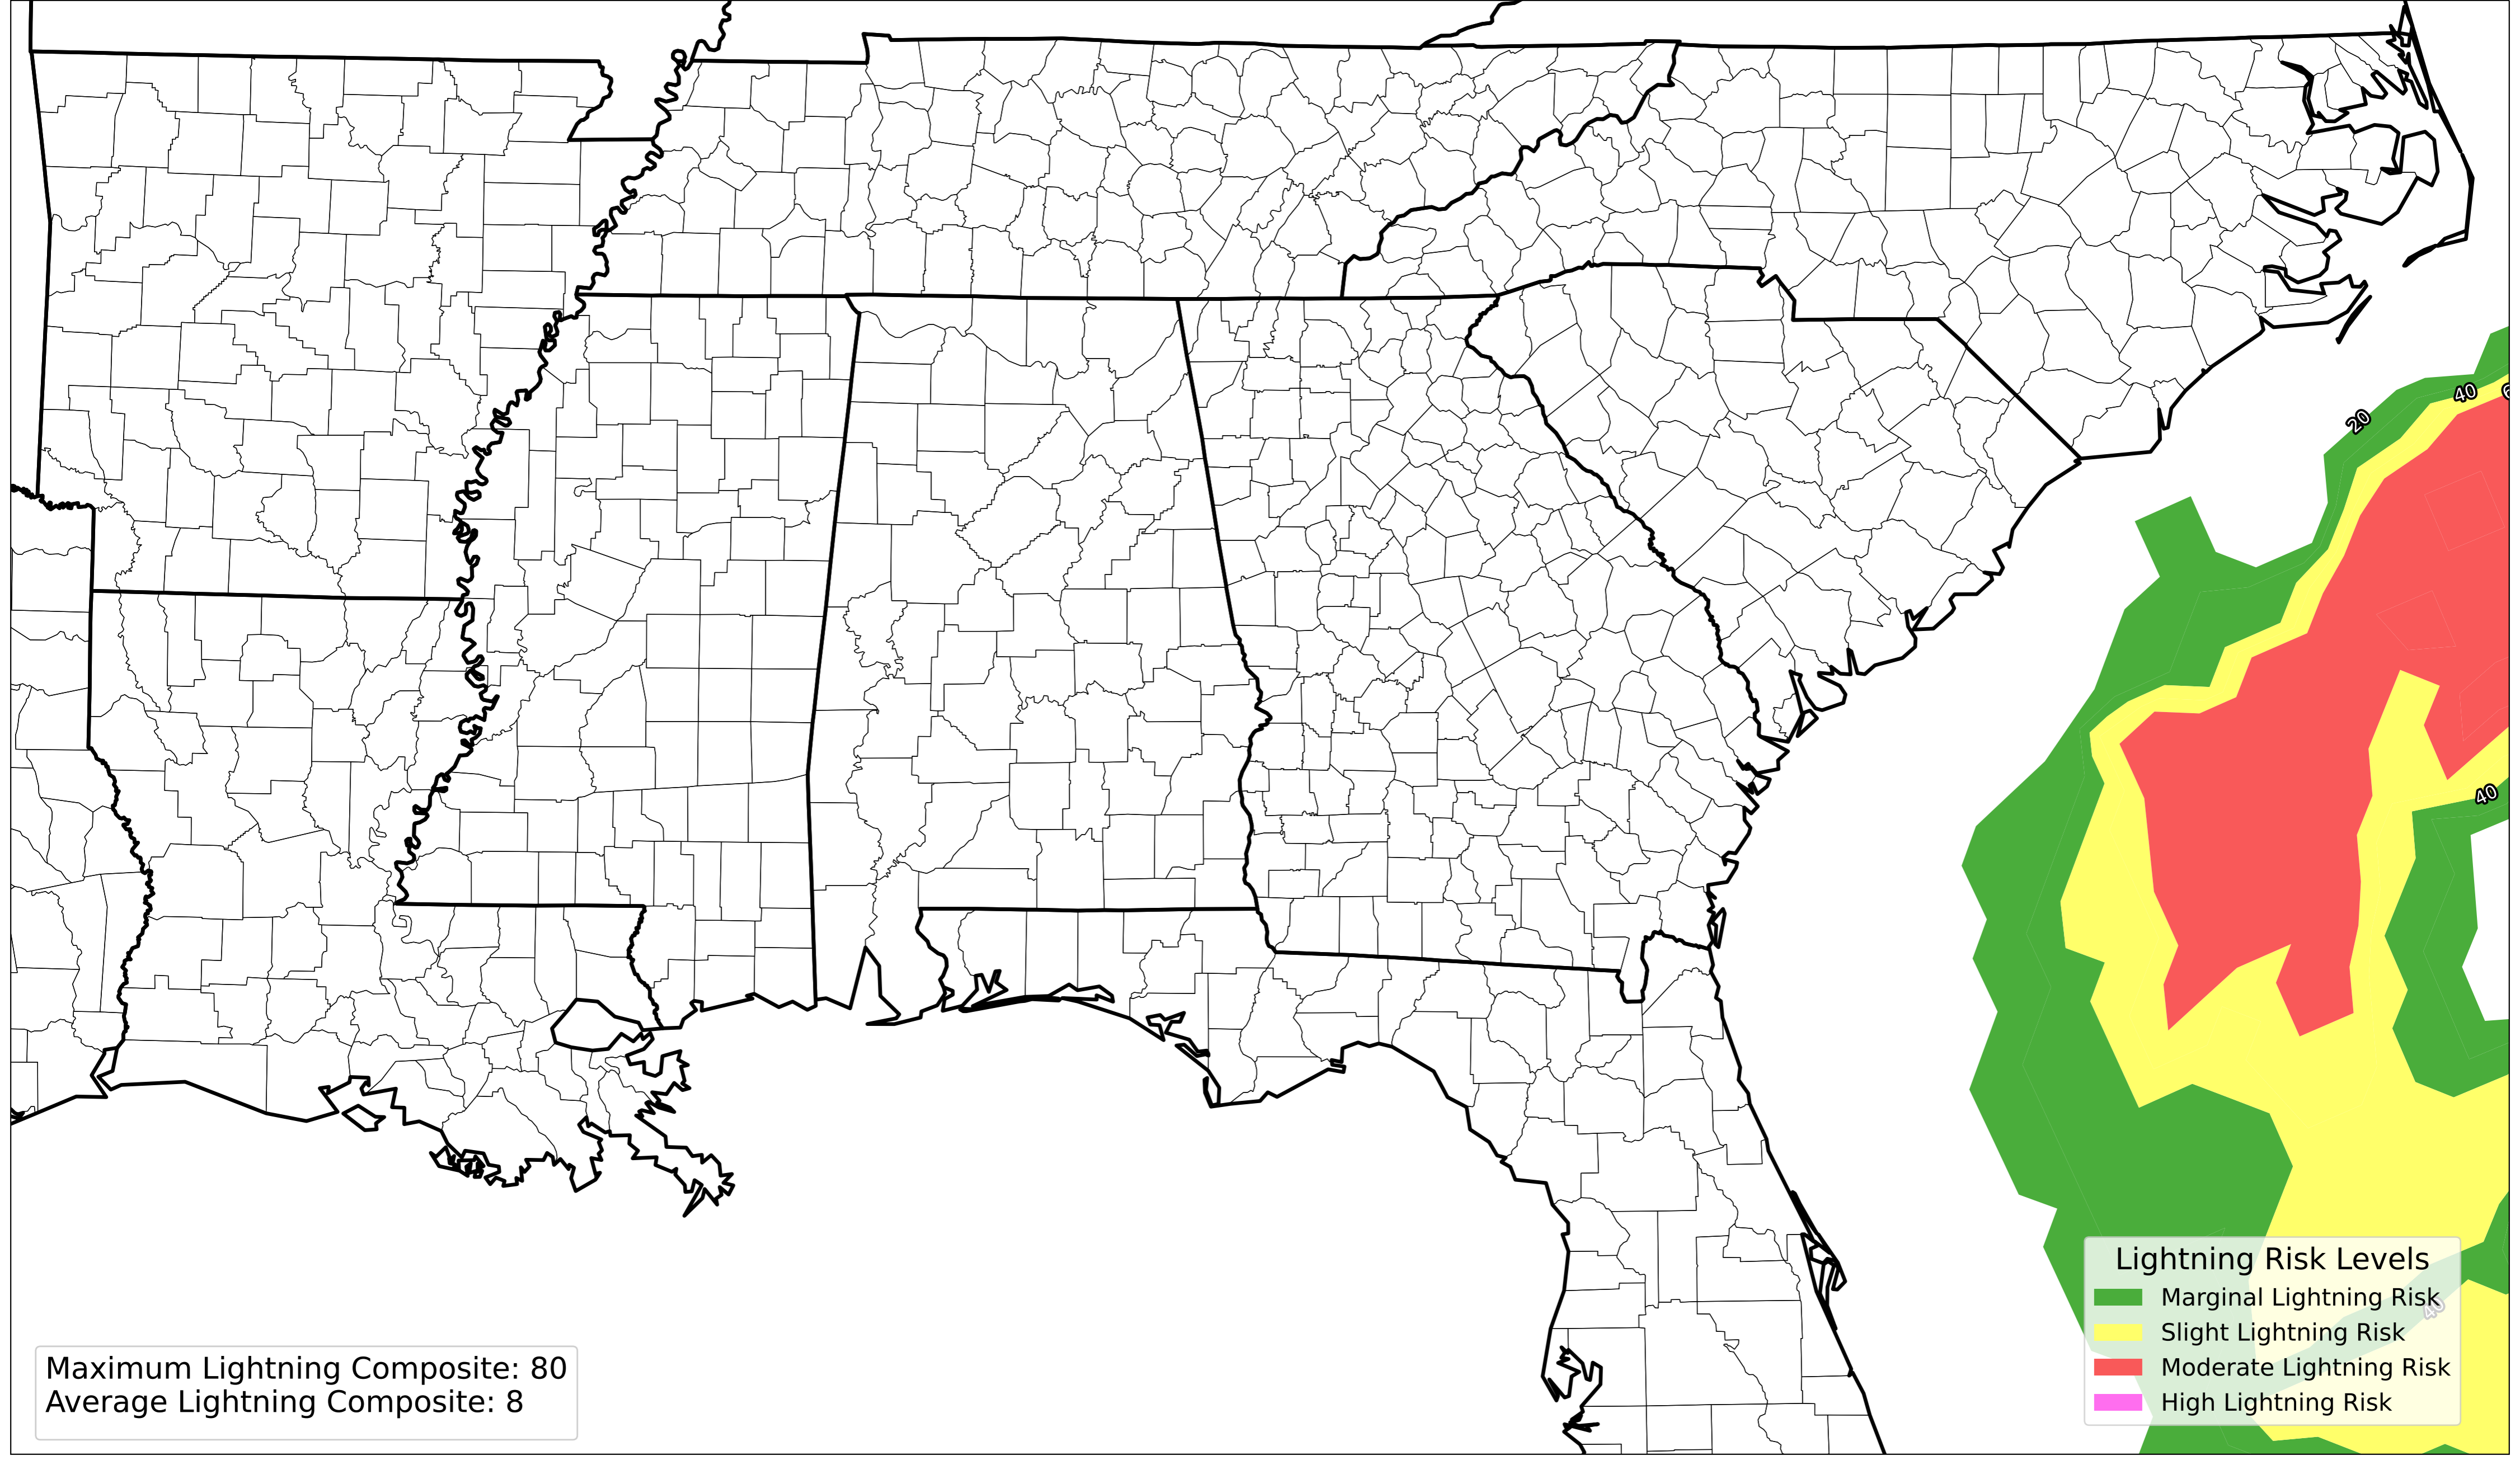 40
20
40
Lightning Risk Levels
Marginal Lightning Risk
40
Slight Lightning Risk
Moderate Lightning Risk
High Lightning Risk
Maximum Lightning Composite: 80
Average Lightning Composite: 8